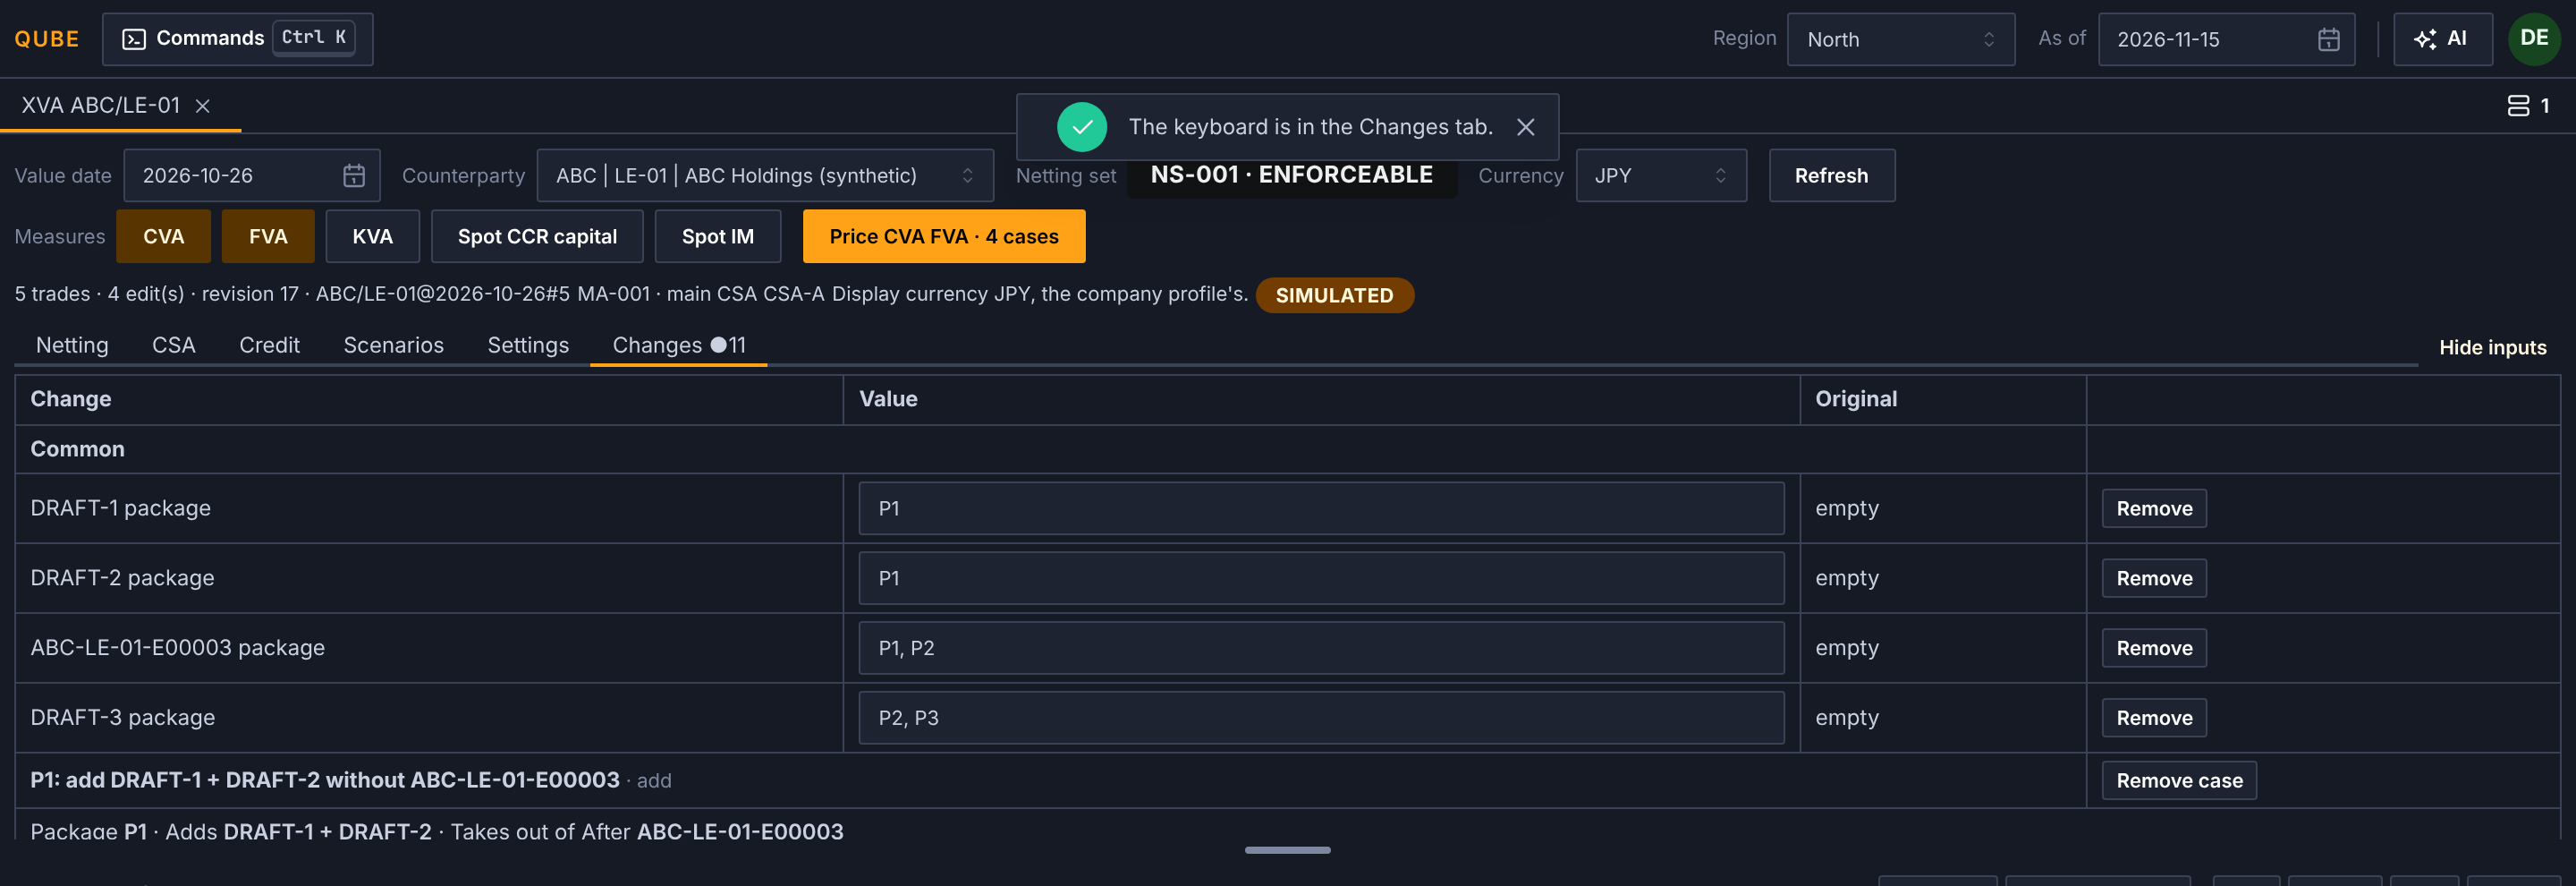 QUBE Commands Ctrl K Region North As of 2026-11-15 AI DE
XVA ABC/LE-01 1
The keyboard is in the Changes tab.
Value date 2026-10-26 Counterparty ABC | LE-01 | ABC Holdings (synthetic) Netting set NS-001 · ENFORCEABLE Currency JPY Refresh
Measures CVA FVA KVA Spot CCR capital Spot IM Price CVA FVA · 4 cases
5 trades · 4 edit(s) · revision 17 · ABC/LE-01@2026-10-26#5 MA-001 · main CSA CSA-A Display currency JPY, the company profile's. SIMULATED
Netting CSA Credit Scenarios Settings Changes 11 Hide inputs
Change Value Original
Common
DRAFT-1 package P1 empty Remove
DRAFT-2 package P1 empty Remove
ABC-LE-01-E00003 package P1, P2 empty Remove
DRAFT-3 package P2, P3 empty Remove
P1: add DRAFT-1 + DRAFT-2 without ABC-LE-01-E00003 · add Remove case
Package P1 · Adds DRAFT-1 + DRAFT-2 · Takes out of After ABC-LE-01-E00003